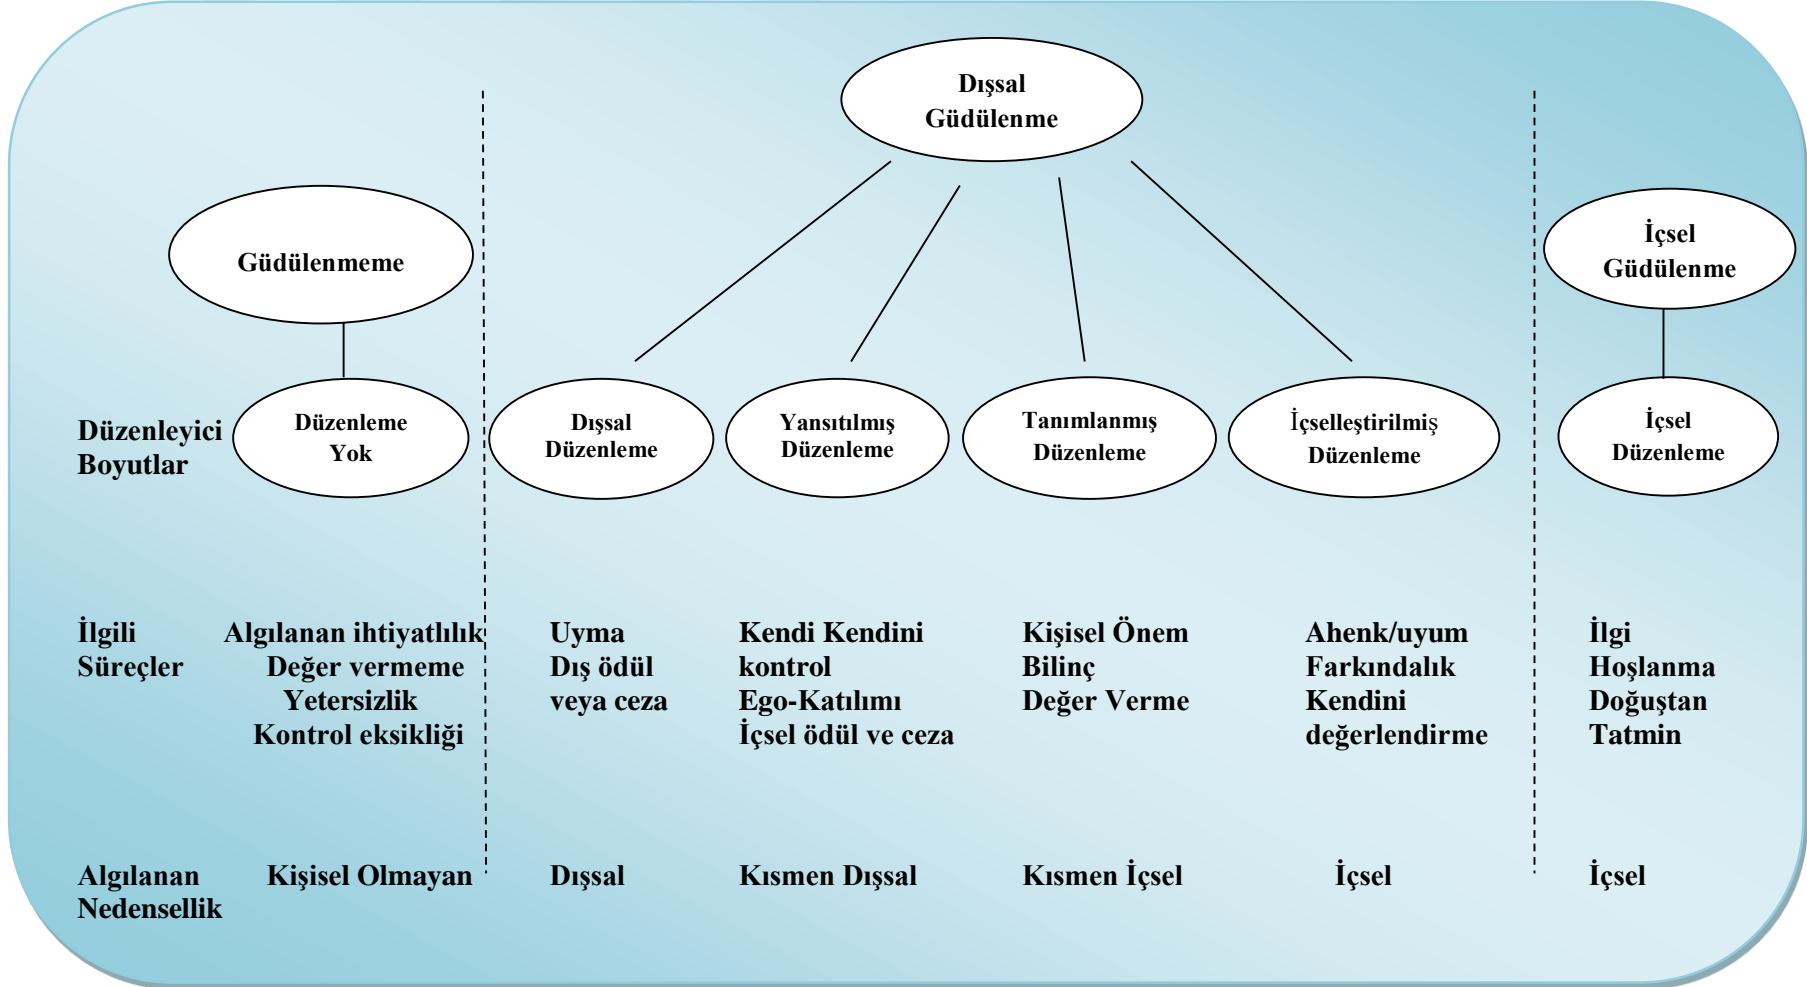 Dışsal
Güdülenme
Güdülenmeme
İçsel
Güdülenme
Düzenleyici
Boyutlar
Düzenleme
Yok
Dışsal
Düzenleme
Yansıtılmış
Düzenleme
Tanımlanmış
Düzenleme
İçselleştirilmiş
Düzenleme
İçsel
Düzenleme
İlgili
Süreçler
Algılanan ihtiyatlılık
Değer vermeme
Yetersizlik
Kontrol eksikliği
Uyma
Dış ödül
veya ceza
Kendi Kendini
kontrol
Ego-Katılımı
İçsel ödül ve ceza
Kişisel Önem
Bilinç
Değer Verme
Ahenk/uyum
Farkındalık
Kendini
değerlendirme
İlgi
Hoşlanma
Doğuştan
Tatmin
Algılanan
Nedensellik
Kişisel Olmayan
Dışsal
Kısmen Dışsal
Kısmen İçsel
İçsel
İçsel